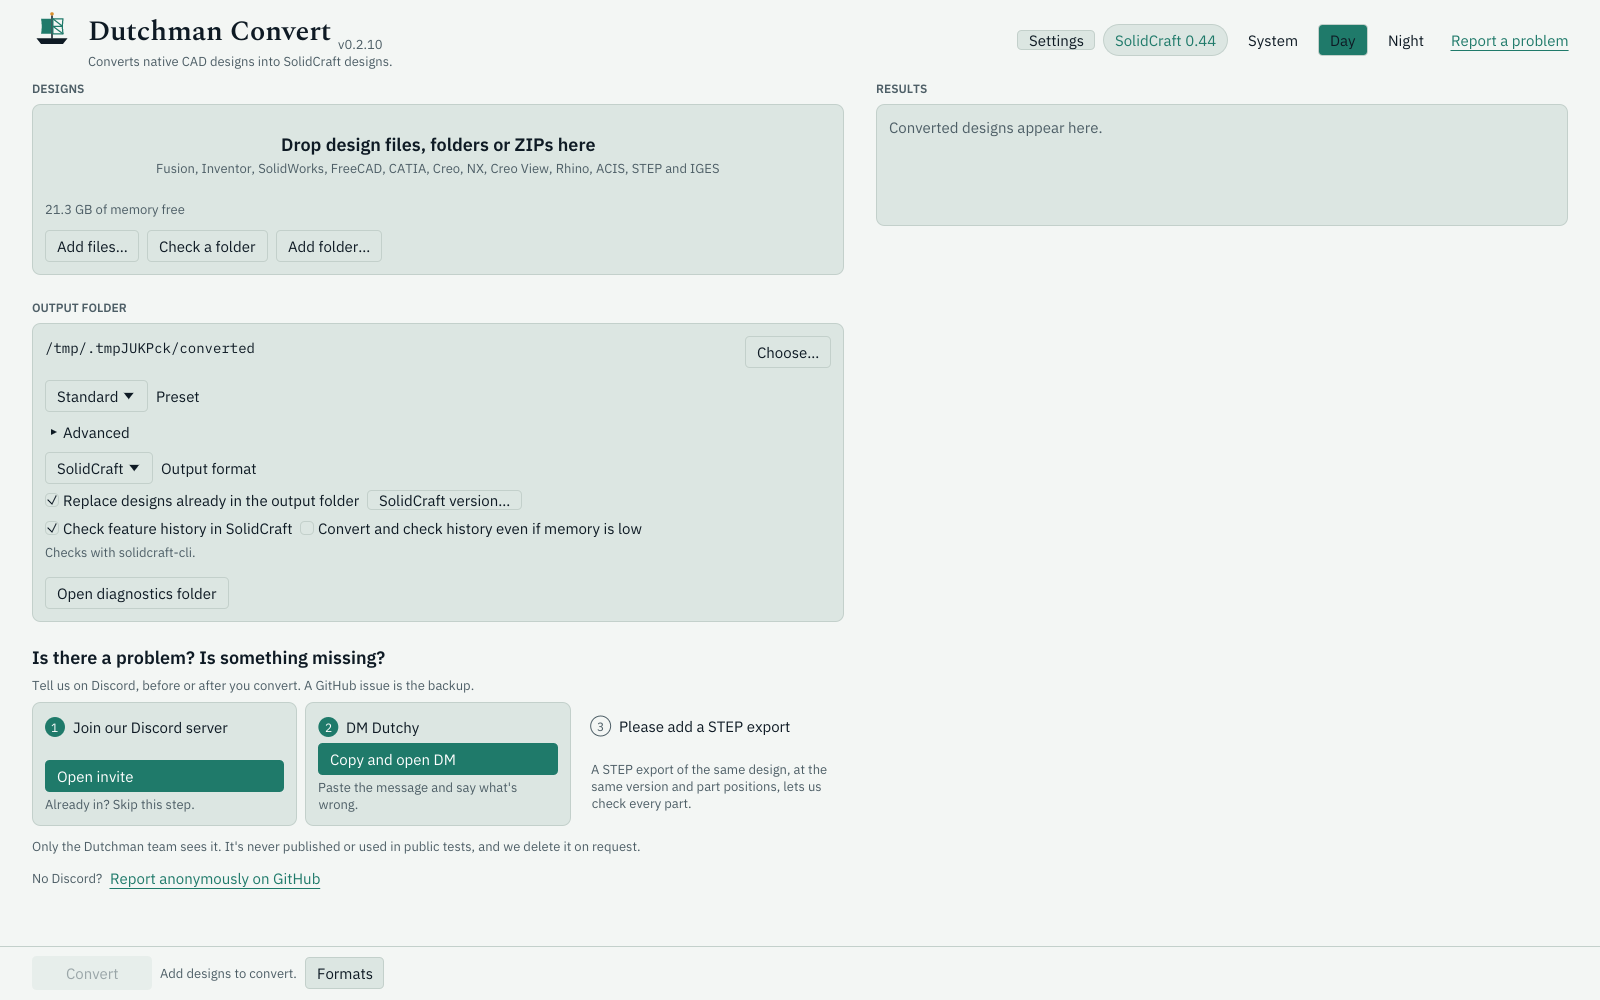 Dutchman Convert v0.2.10
Converts native CAD designs into SolidCraft designs.
Settings
SolidCraft 0.44
System
Day
Night
Report a problem
DESIGNS
Drop design files, folders or ZIPs here
Fusion, Inventor, SolidWorks, FreeCAD, CATIA, Creo, NX, Creo View, Rhino, ACIS, STEP and IGES
21.3 GB of memory free
Add files...
Check a folder
Add folder...
RESULTS
Converted designs appear here.
OUTPUT FOLDER
/tmp/.tmpJUKPck/converted
Choose...
Standard
Preset
Advanced
SolidCraft
Output format
Replace designs already in the output folder
SolidCraft version...
Check feature history in SolidCraft
Convert and check history even if memory is low
Checks with solidcraft-cli.
Open diagnostics folder
Is there a problem? Is something missing?
Tell us on Discord, before or after you convert. A GitHub issue is the backup.
1 Join our Discord server
Open invite
Already in? Skip this step.
2 DM Dutchy
Copy and open DM
Paste the message and say what's
wrong.
3 Please add a STEP export
A STEP export of the same design, at the
same version and part positions, lets us
check every part.
Only the Dutchman team sees it. It's never published or used in public tests, and we delete it on request.
No Discord? Report anonymously on GitHub
Convert
Add designs to convert.
Formats